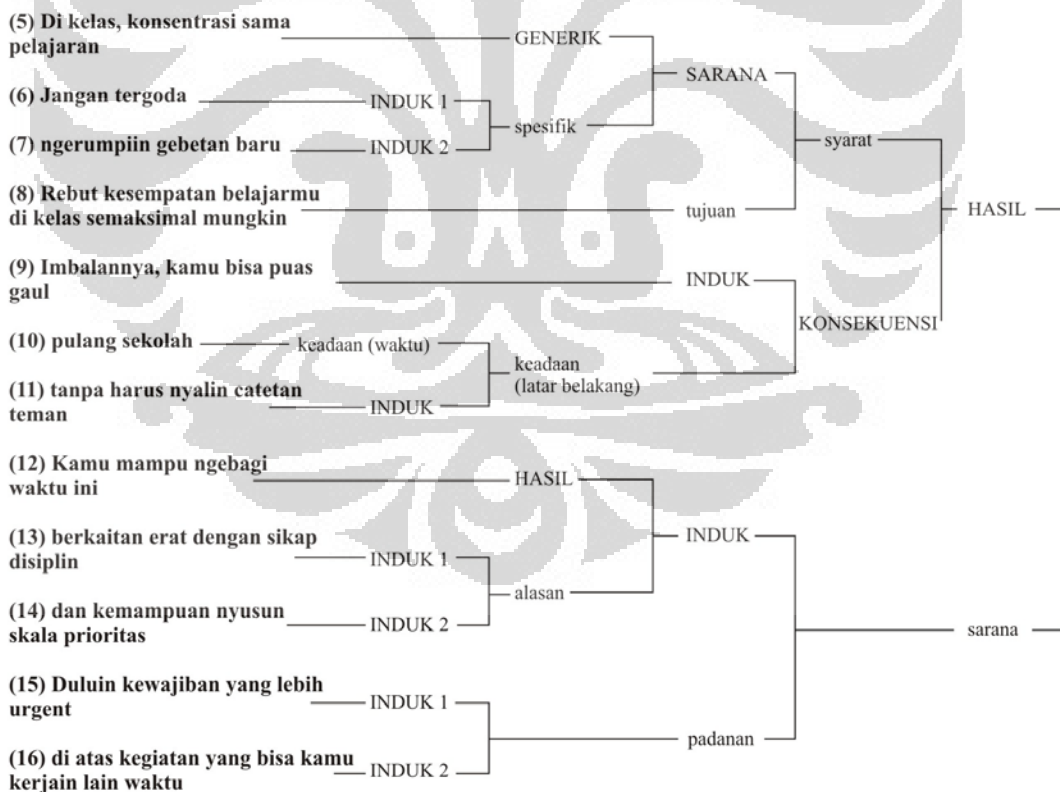 (5) Di kelas, konsentrasi sama
pelajaran
GENERIK
SARANA
(6) Jangan tergoda
INDUK 1
spesifik
(7) ngerumpiin gebetan baru
INDUK 2
syarat
(8) Rebut kesempatan belajarmu
di kelas semaksimal mungkin
tujuan
HASIL
(9) Imbalannya, kamu bisa puas
gaul
INDUK
KONSEKUENSI
(10) pulang sekolah
keadaan (waktu)
keadaan
(latar belakang)
(11) tanpa harus nyalin catetan
teman
INDUK
(12) Kamu mampu ngebagi
waktu ini
HASIL
INDUK
(13) berkaitan erat dengan sikap
disiplin
INDUK 1
alasan
(14) dan kemampuan nyusun
skala prioritas
INDUK 2
sarana
(15) Duluin kewajiban yang lebih
urgent
INDUK 1
padanan
(16) di atas kegiatan yang bisa kamu
kerjain lain waktu
INDUK 2